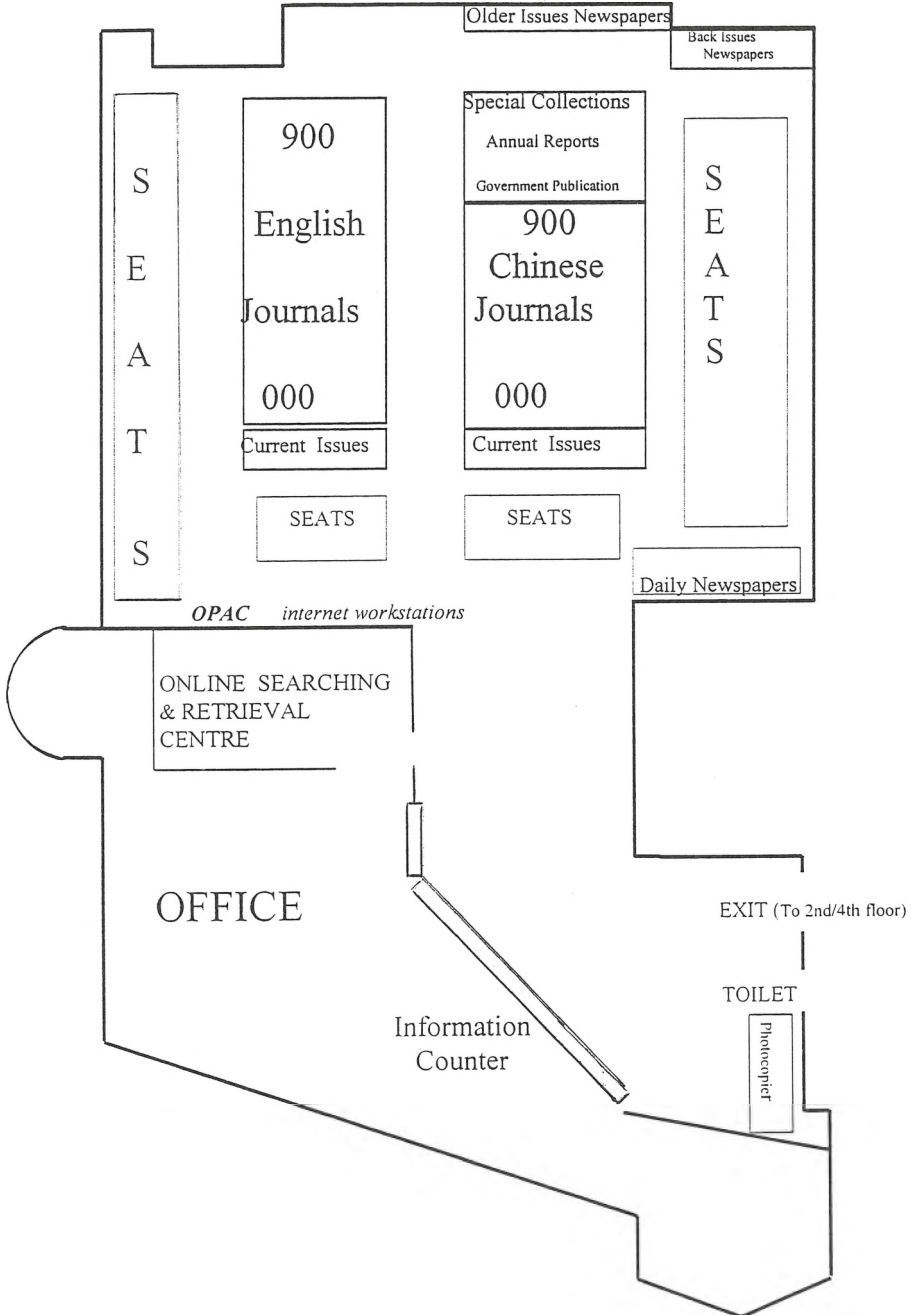 Older Issues Newspapers
Back Issues
Newspapers
SEATS
900
English
Journals
000
Current Issues
SEATS
Special Collections
Annual Reports
Government Publication
900
Chinese
Journals
000
Current Issues
SEATS
SEATS
Daily Newspapers
OPAC internet workstations
ONLINE SEARCHING
& RETRIEVAL
CENTRE
OFFICE
EXIT (To 2nd/4th floor)
TOILET
Photocopier
Information
Counter